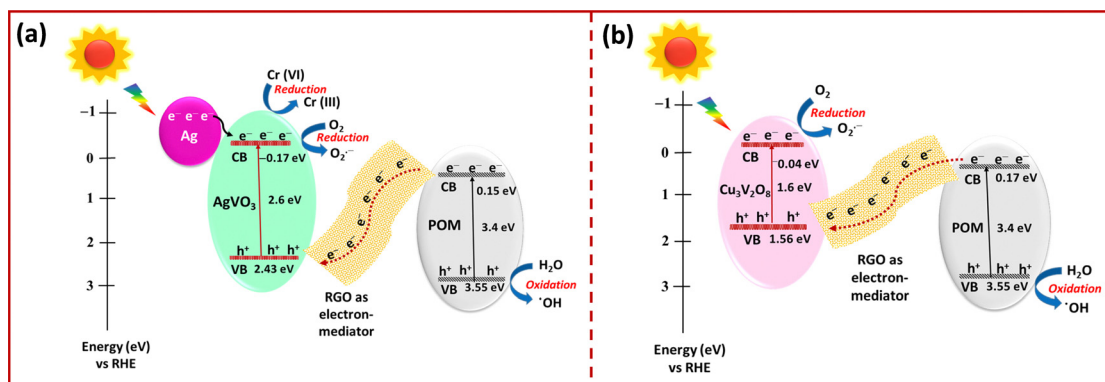 (a)
Cr (VI)
Reduction
Cr (III)
−1
e⁻ e⁻ e⁻
Ag
O₂
Reduction
O₂·⁻
e⁻ e⁻ e⁻
CB
−0.17 eV
0
AgVO₃
2.6 eV
1
2
h⁺ h⁺ h⁺
VB 2.43 eV
3
e⁻ e⁻ e⁻ e⁻ e⁻ e⁻ e⁻
RGO as
electron-
mediator
e⁻ e⁻ e⁻
CB
0.15 eV
POM
3.4 eV
h⁺ h⁺ h⁺
VB 3.55 eV
H₂O
Oxidation
·OH
Energy (eV)
vs RHE
(b)
O₂
Reduction
O₂·⁻
−1
e⁻ e⁻ e⁻
CB
−0.04 eV
0
Cu₃V₂O₈
1.6 eV
1
h⁺ h⁺ h⁺
VB 1.56 eV
2
3
e⁻ e⁻ e⁻ e⁻ e⁻ e⁻
RGO as
electron-
mediator
e⁻ e⁻ e⁻
CB
0.17 eV
POM
3.4 eV
h⁺ h⁺ h⁺
VB 3.55 eV
H₂O
Oxidation
·OH
Energy (eV)
vs RHE